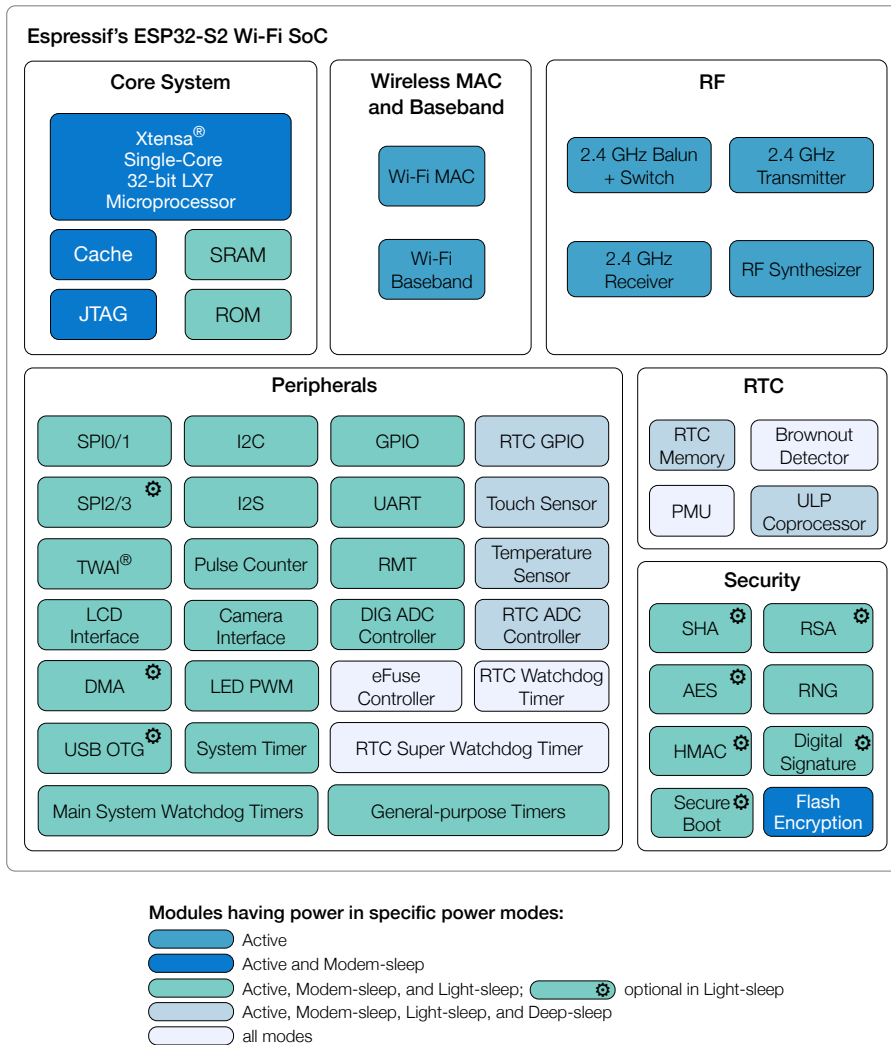 Espressif's ESP32-S2 Wi-Fi SoC
Core System
Xtensa®
Single-Core
32-bit LX7
Microprocessor
Cache
SRAM
JTAG
ROM
Wireless MAC
and Baseband
Wi-Fi MAC
Wi-Fi
Baseband
RF
2.4 GHz Balun
+ Switch
2.4 GHz
Transmitter
2.4 GHz
Receiver
RF Synthesizer
Peripherals
SPI0/1
I2C
GPIO
RTC GPIO
SPI2/3
I2S
UART
Touch Sensor
TWAI®
Pulse Counter
RMT
Temperature
Sensor
LCD
Interface
Camera
Interface
DIG ADC
Controller
RTC ADC
Controller
DMA
LED PWM
eFuse
Controller
RTC Watchdog
Timer
USB OTG
System Timer
RTC Super Watchdog Timer
Main System Watchdog Timers
General-purpose Timers
RTC
RTC
Memory
Brownout
Detector
PMU
ULP
Coprocessor
Security
SHA
RSA
AES
RNG
HMAC
Digital
Signature
Secure
Boot
Flash
Encryption
Modules having power in specific power modes:
Active
Active and Modem-sleep
Active, Modem-sleep, and Light-sleep; optional in Light-sleep
Active, Modem-sleep, Light-sleep, and Deep-sleep
all modes